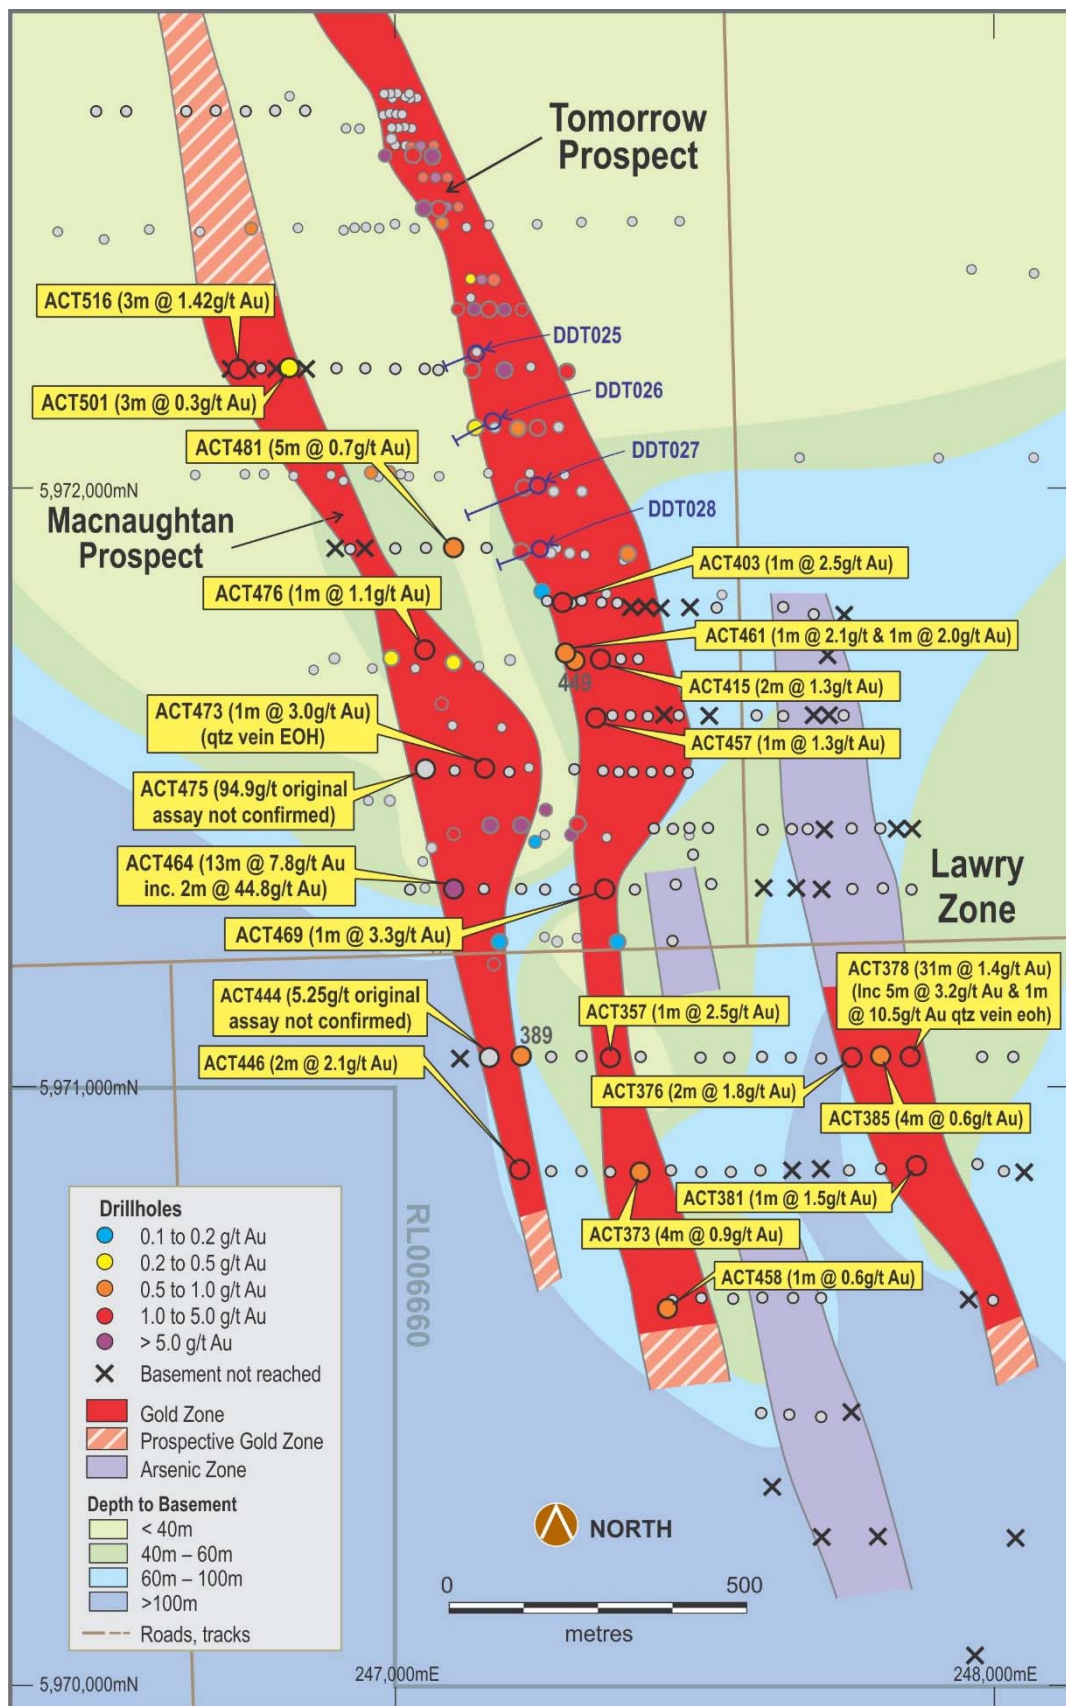 Tomorrow
Prospect
ACT516 (3m @ 1.42g/t Au)
DDT025
ACT501 (3m @ 0.3g/t Au)
DDT026
ACT481 (5m @ 0.7g/t Au)
DDT027
5,972,000mN
Macnaughtan
Prospect
DDT028
ACT403 (1m @ 2.5g/t Au)
ACT476 (1m @ 1.1g/t Au)
ACT461 (1m @ 2.1g/t & 1m @ 2.0g/t Au)
449
ACT415 (2m @ 1.3g/t Au)
ACT473 (1m @ 3.0g/t Au)
(qtz vein EOH)
ACT457 (1m @ 1.3g/t Au)
ACT475 (94.9g/t original
assay not confirmed)
ACT464 (13m @ 7.8g/t Au
inc. 2m @ 44.8g/t Au)
Lawry
Zone
ACT469 (1m @ 3.3g/t Au)
ACT378 (31m @ 1.4g/t Au)
(Inc 5m @ 3.2g/t Au & 1m
@ 10.5g/t Au qtz vein eoh)
ACT444 (5.25g/t original
assay not confirmed)
ACT357 (1m @ 2.5g/t Au)
389
ACT446 (2m @ 2.1g/t Au)
5,971,000mN
ACT376 (2m @ 1.8g/t Au)
ACT385 (4m @ 0.6g/t Au)
ACT381 (1m @ 1.5g/t Au)
ACT373 (4m @ 0.9g/t Au)
ACT458 (1m @ 0.6g/t Au)
RL006660
Drillholes
0.1 to 0.2 g/t Au
0.2 to 0.5 g/t Au
0.5 to 1.0 g/t Au
1.0 to 5.0 g/t Au
> 5.0 g/t Au
Basement not reached
Gold Zone
Prospective Gold Zone
Arsenic Zone
Depth to Basement
< 40m
40m – 60m
60m – 100m
>100m
Roads, tracks
NORTH
0 500
metres
5,970,000mN
247,000mE
248,000mE